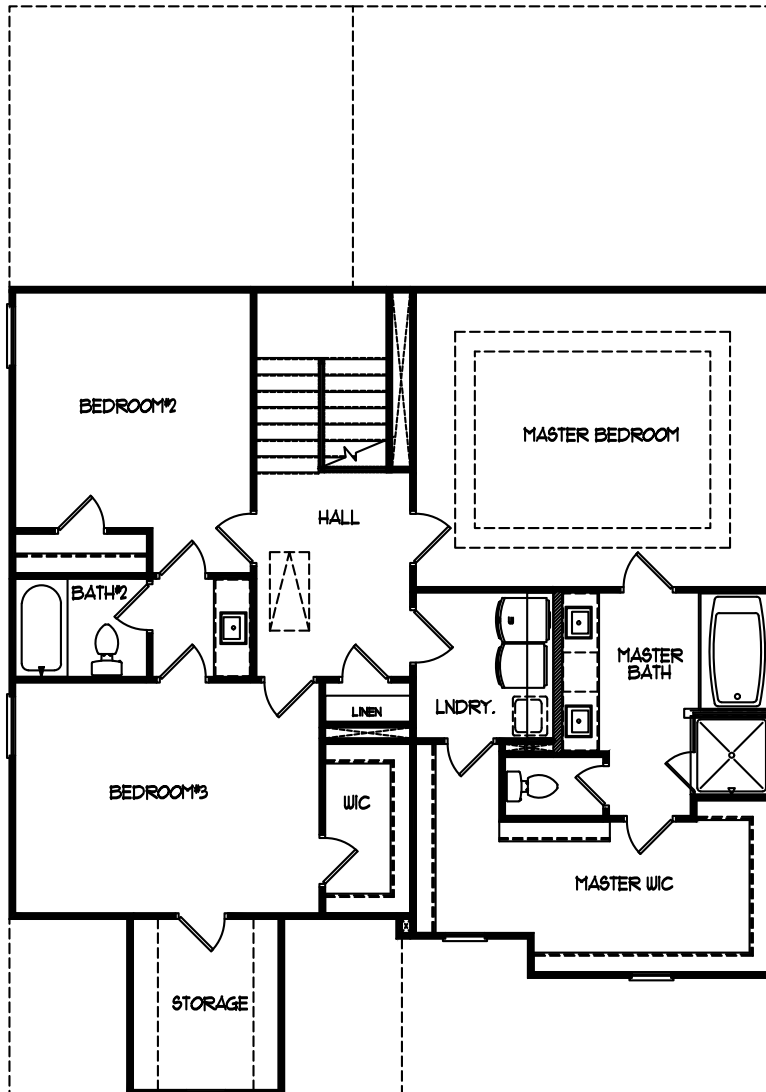 BEDROOM#2
MASTER BEDROOM
HALL
BATH#2
MASTER
BATH
LNDRY.
LINEN
BEDROOM#3
WIC
MASTER WIC
STORAGE